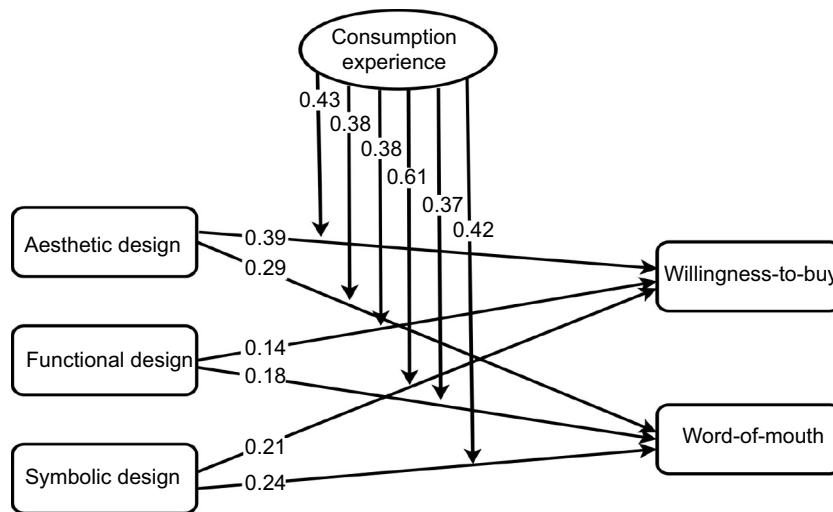 Consumption
experience
0.43
0.38
0.38
0.61
0.37
0.42
Aesthetic design
0.39
0.29
Willingness-to-buy
Functional design
0.14
0.18
Word-of-mouth
Symbolic design
0.21
0.24